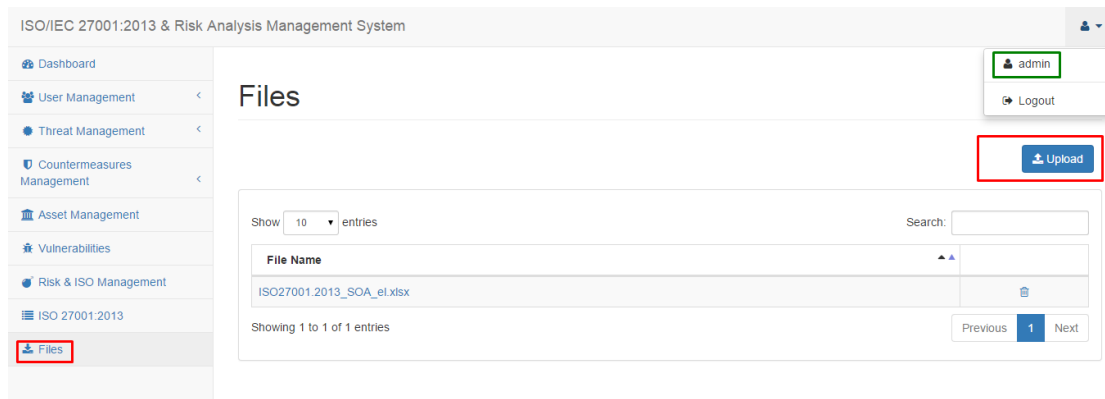 ISO/IEC 27001:2013 & Risk Analysis Management System
Dashboard
User Management
Threat Management
Countermeasures
Management
Asset Management
Vulnerabilities
Risk & ISO Management
ISO 27001:2013
Files
admin
Logout
Files
Upload
Show 10 entries
Search:
File Name
ISO27001.2013_SOA_el.xlsx
Showing 1 to 1 of 1 entries
Previous 1 Next